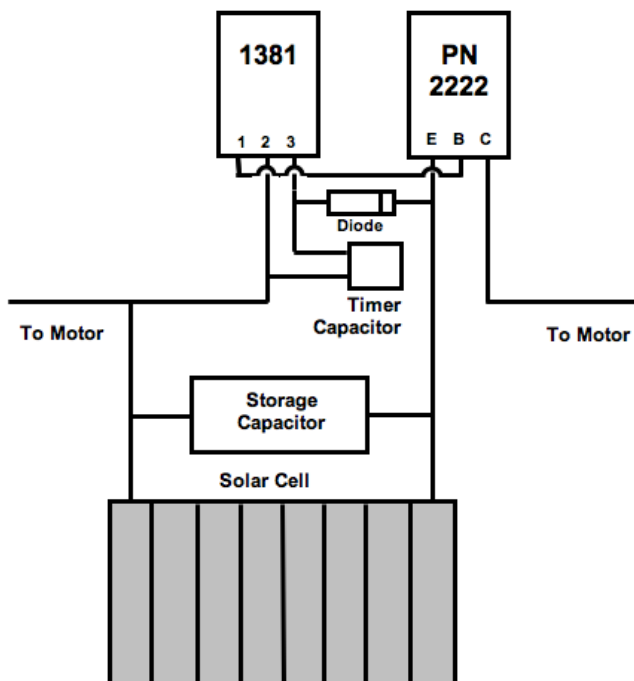 1381
PN
2222
1 2 3
E B C
Diode
Timer
Capacitor
To Motor
To Motor
Storage
Capacitor
Solar Cell